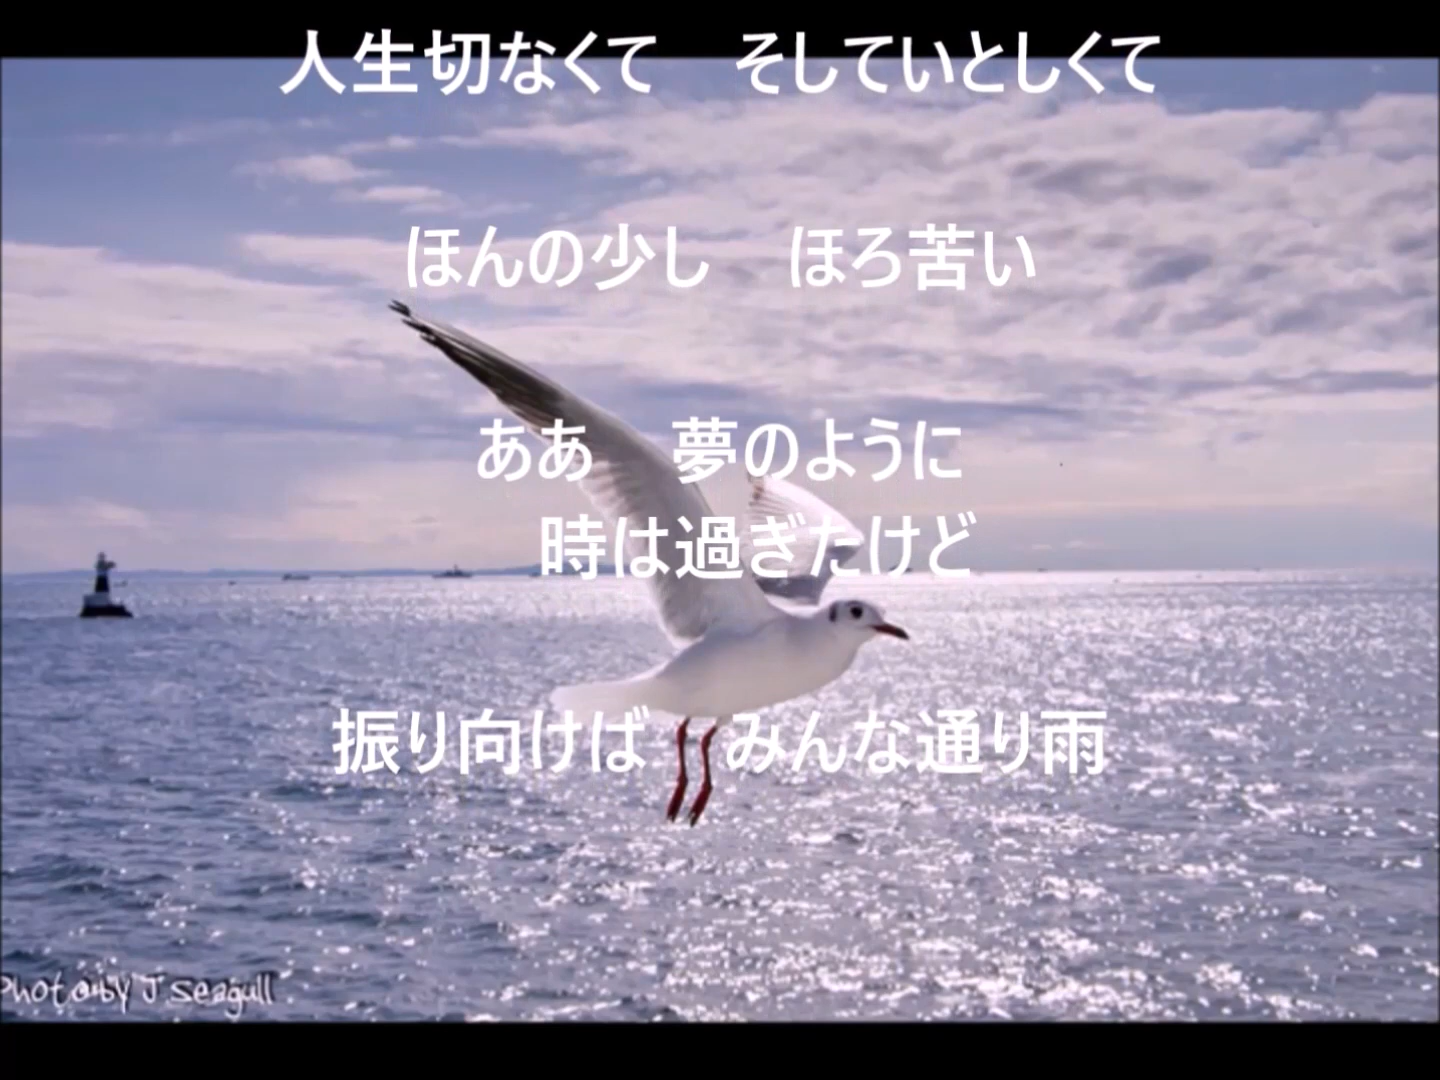 人生切なくて　そしていとしくて
ほんの少し　ほろ苦い
ああ　夢のように
時は過ぎたけど
振り向けば　みんな通り雨
Photo by J Seagull